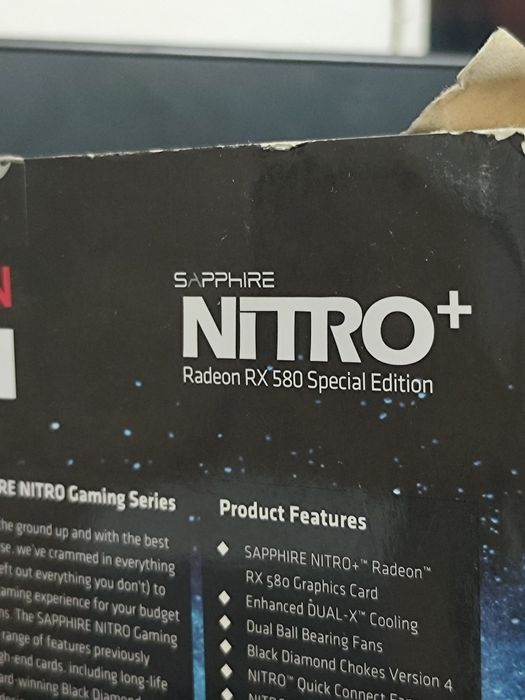 N
SAPPHIRE
NITRO+
Radeon RX 580 Special Edition
RE NITRO Gaming Series
he ground up and with the best
se, we've crammed in everything
eft out everything you don't) to
aming experience for your budget
ns. The SAPPHIRE NITRO Gaming
range of features previously
gh-end cards, including long-life
ard-winning Black Diamond
Product Features
SAPPHIRE NITRO+™ Radeon™
RX 580 Graphics Card
Enhanced DUAL-X™ Cooling
Dual Ball Bearing Fans
Black Diamond Chokes Version 4
NITRO™ Quick Connect Fan